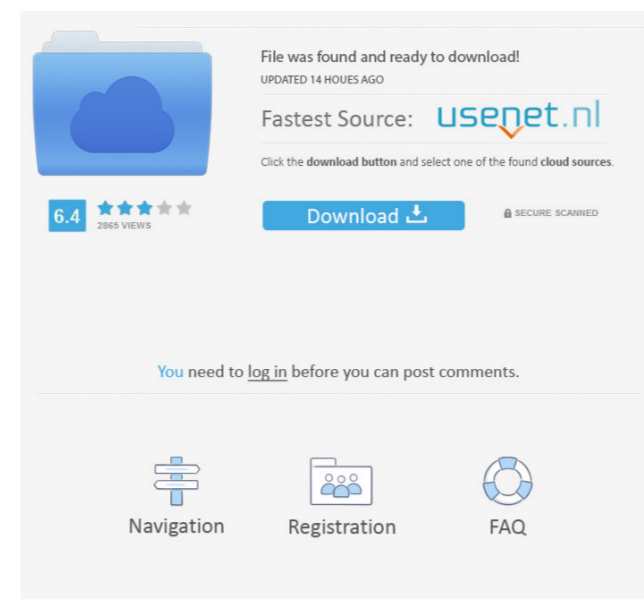 File was found and ready to download!
UPDATED 14 HOUES AGO
Fastest Source: usenet.nl
Click the download button and select one of the found cloud sources.
6.4
2865 VIEWS
Download
SECURE SCANNED
You need to log in before you can post comments.
Navigation
Registration
FAQ